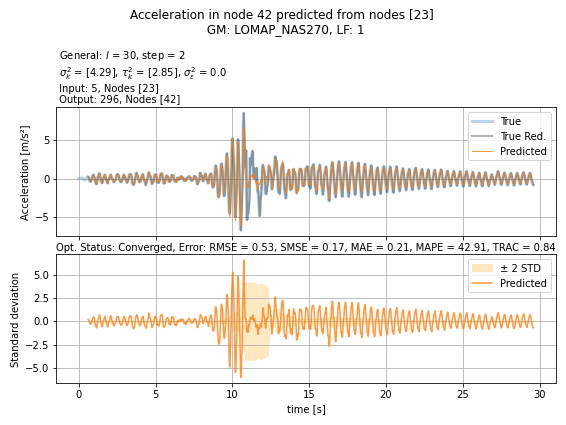 Acceleration in node 42 predicted from nodes [23]
GM: LOMAP_NAS270, LF: 1
General: l = 30, step = 2
σ²ₖ = [4.29], τ²ₖ = [2.85], σ²ε = 0.0
Input: 5, Nodes [23]
Output: 296, Nodes [42]
Acceleration [m/s²]
5
0
−5
True
True Red.
Predicted
Opt. Status: Converged, Error: RMSE = 0.53, SMSE = 0.17, MAE = 0.21, MAPE = 42.91, TRAC = 0.84
Standard deviation
5.0
2.5
0.0
−2.5
−5.0
± 2 STD
Predicted
0 5 10 15 20 25 30
time [s]